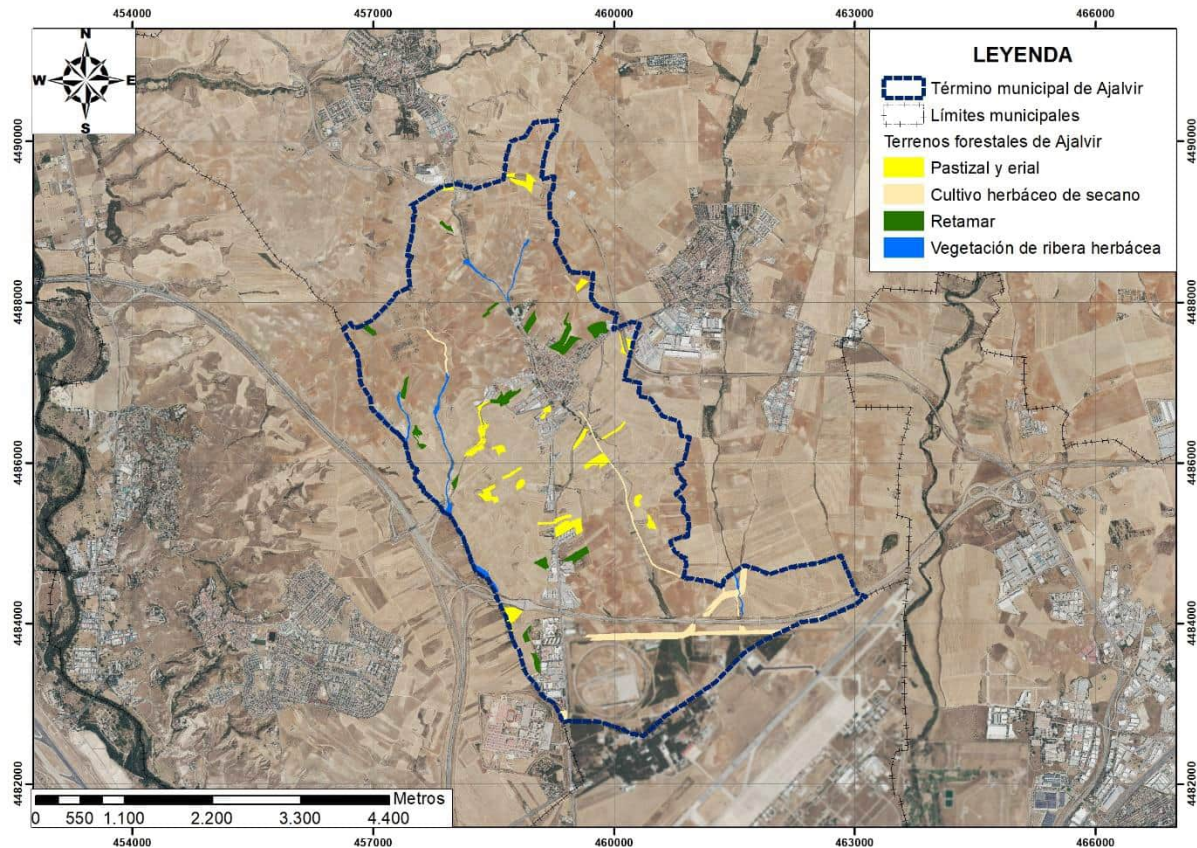 454000 457000 460000 463000 466000
N
W E
S
LEYENDA
Término municipal de Ajalvir
Límites municipales
Terrenos forestales de Ajalvir
Pastizal y erial
Cultivo herbáceo de secano
Retamar
Vegetación de ribera herbácea
4490000 4490000
4488000 4488000
4486000 4486000
4484000 4484000
4482000 4482000
Metros
0 550 1.100 2.200 3.300 4.400
454000 457000 460000 463000 466000